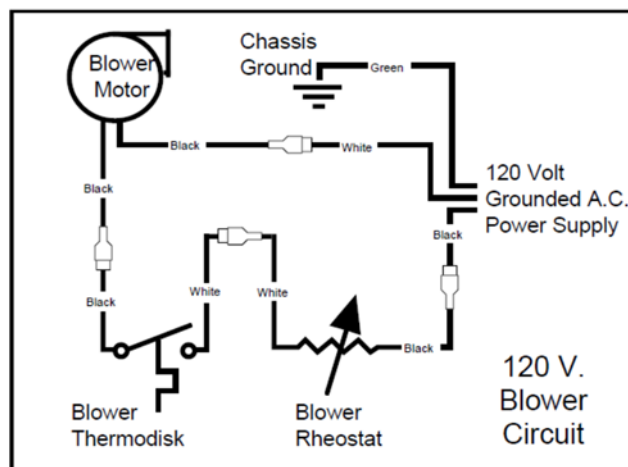 Blower
Motor
Chassis
Ground
Green
Black
White
120 Volt
Grounded A.C.
Power Supply
Black
Black
White
White
Black
Black
Blower
Thermodisk
Blower
Rheostat
120 V.
Blower
Circuit